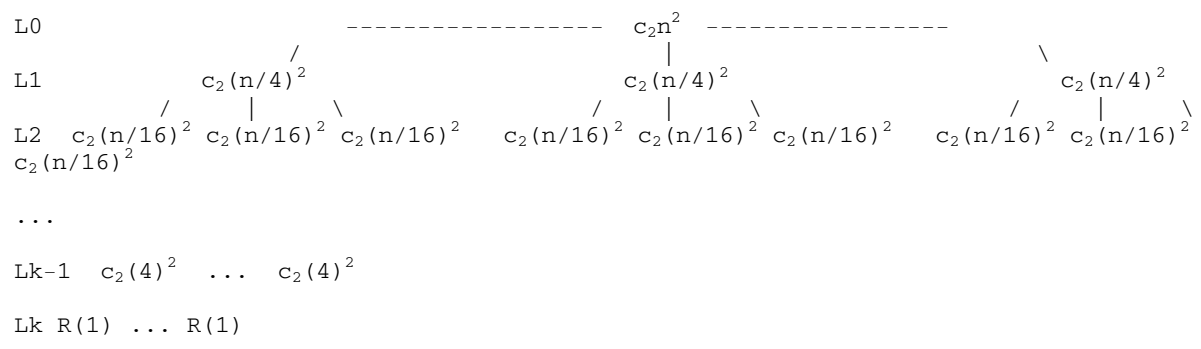 L0 ------------------ c₂n² -----------------
/ | \
L1 c₂(n/4)² c₂(n/4)² c₂(n/4)²
/ | \ / | \ / | \
L2 c₂(n/16)² c₂(n/16)² c₂(n/16)² c₂(n/16)² c₂(n/16)² c₂(n/16)² c₂(n/16)² c₂(n/16)²
c₂(n/16)²
...
Lk-1 c₂(4)² ... c₂(4)²
Lk R(1) ... R(1)